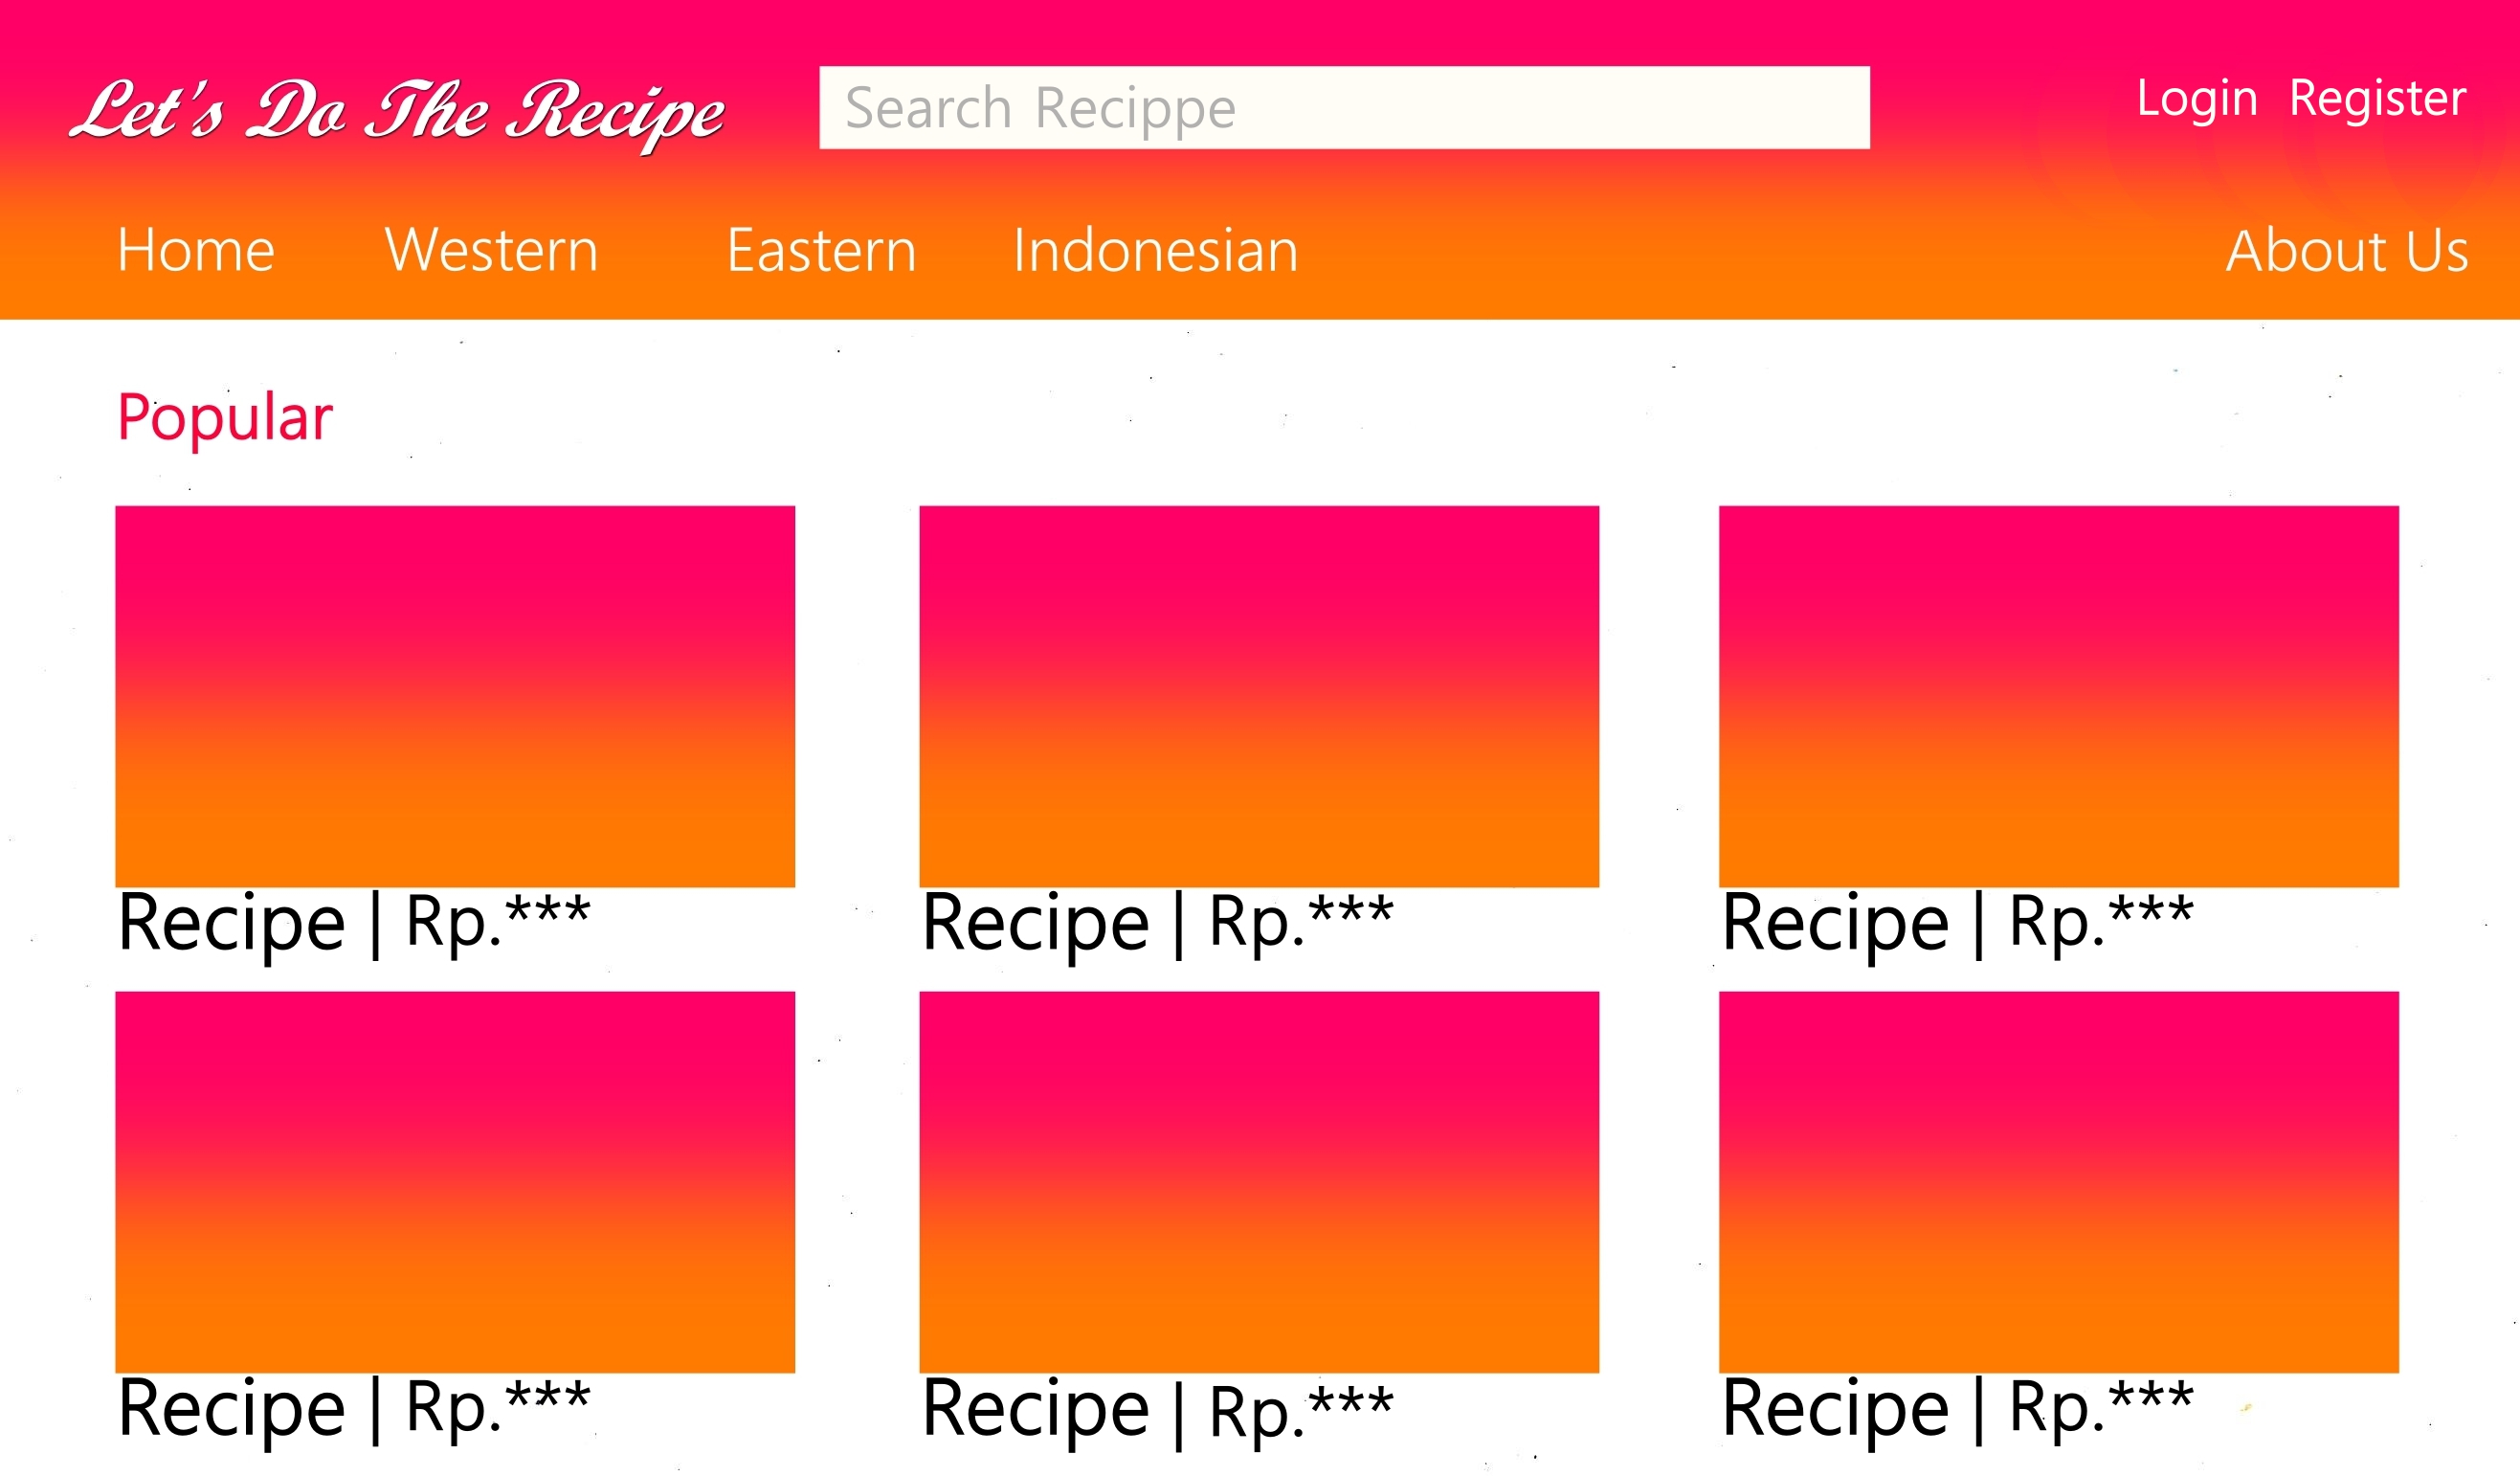 Let's Do The Recipe
Search Recippe
Login Register
Home Western Eastern Indonesian About Us
Popular
Recipe | Rp.*** Recipe | Rp.*** Recipe | Rp.***
Recipe | Rp.*** Recipe | Rp.*** Recipe | Rp.***